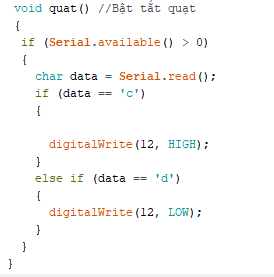 void quat() //Bật tắt quạt
{
if (Serial.available() > 0)
{
char data = Serial.read();
if (data == 'c')
{
digitalWrite(12, HIGH);
}
else if (data == 'd')
{
digitalWrite(12, LOW);
}
}
}